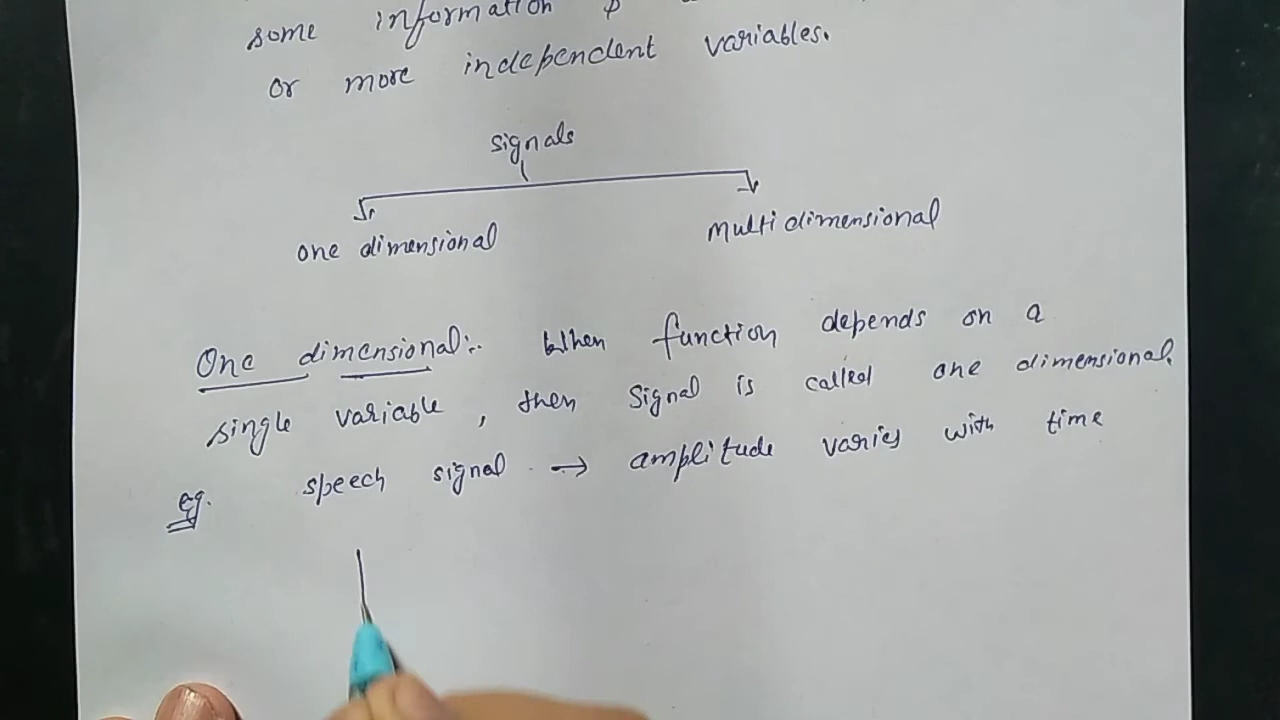 some information
or more independent variables.
signals
one dimensional
Multi dimensional
One dimensional:- When function depends on a
single variable, then signal is called one dimensional.
eg. speech signal → amplitude varies with time